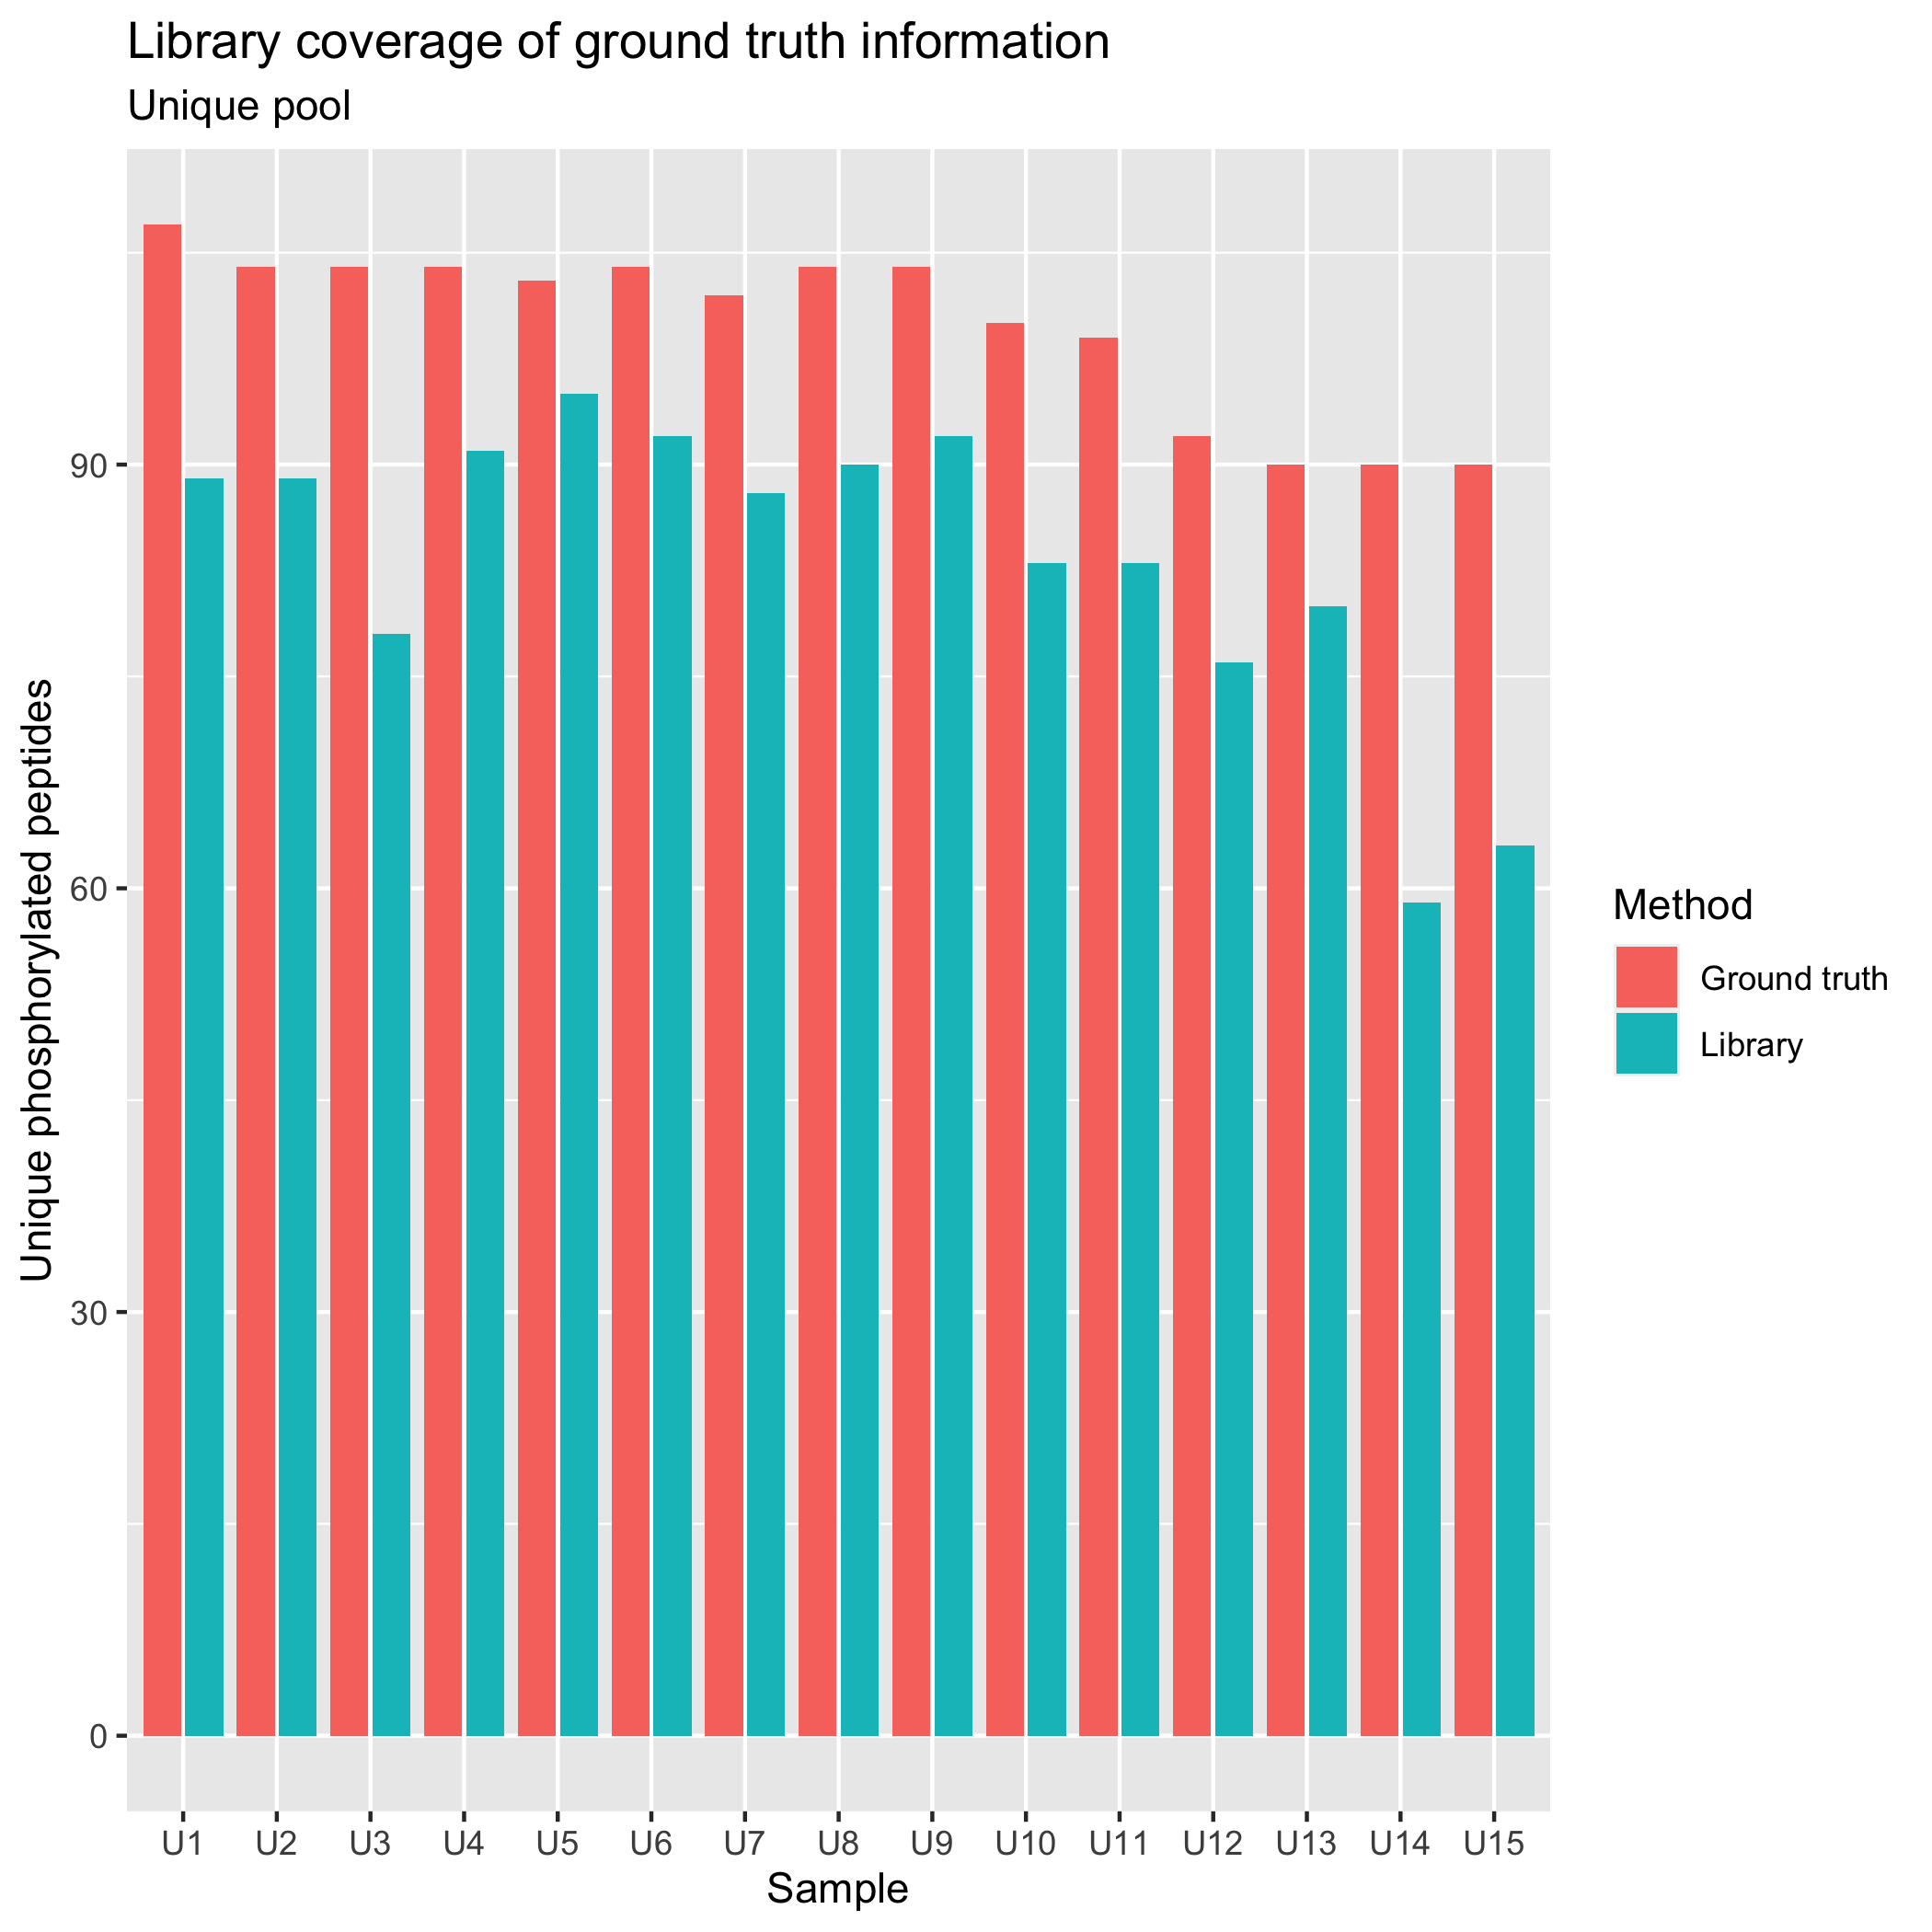 Library coverage of ground truth information
Unique pool
Unique phosphorylated peptides
90
60
30
0
U1 U2 U3 U4 U5 U6 U7 U8 U9 U10 U11 U12 U13 U14 U15
Sample
Method
Ground truth
Library